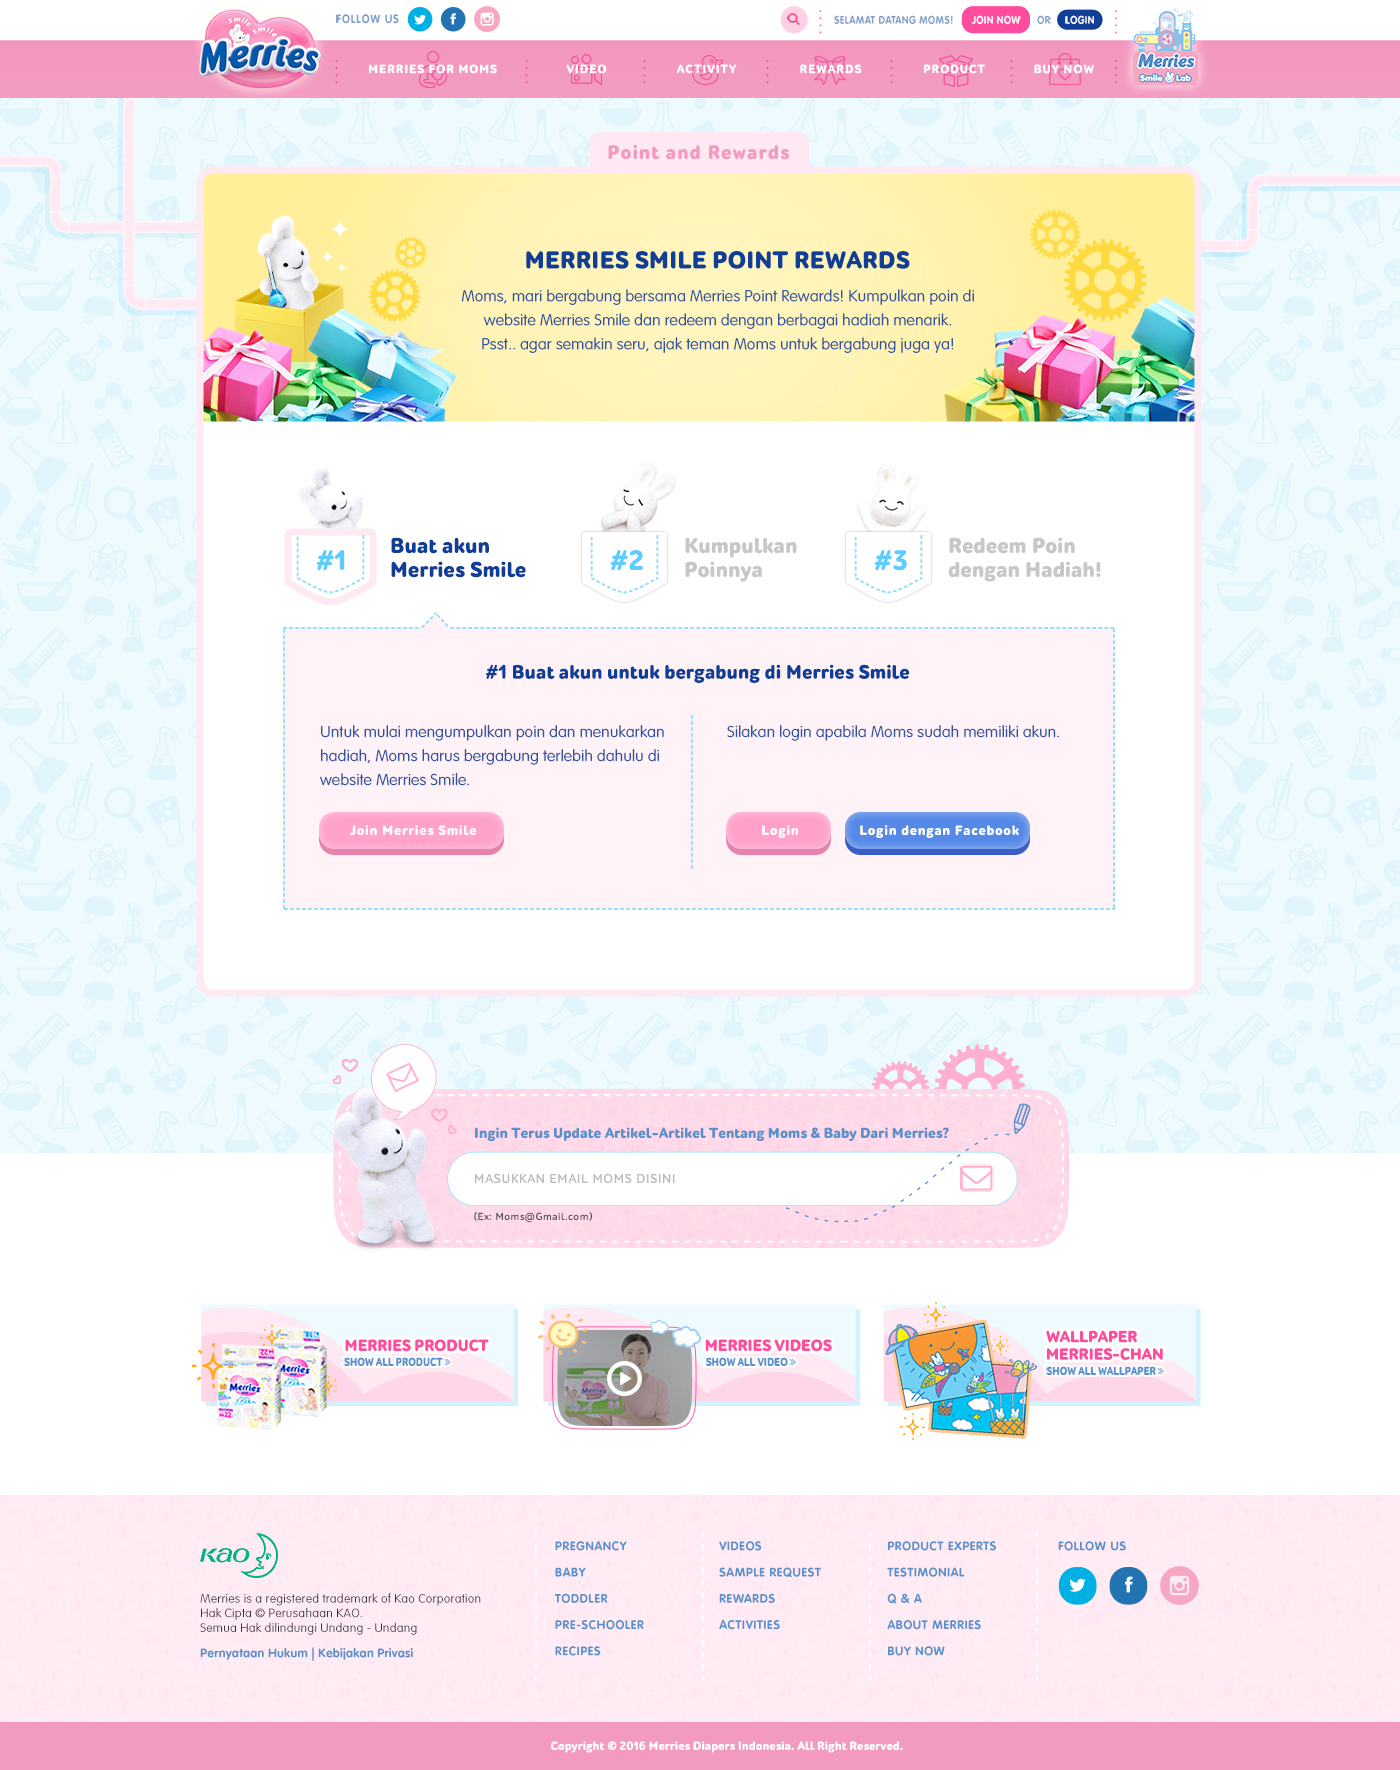 FOLLOW US
SELAMAT DATANG MOMS!
JOIN NOW
OR
LOGIN
Smile Smile
Merries
MERRIES FOR MOMS
VIDEO
ACTIVITY
REWARDS
PRODUCT
BUY NOW
Merries
Smile Lab
Point and Rewards
MERRIES SMILE POINT REWARDS
Moms, mari bergabung bersama Merries Point Rewards! Kumpulkan poin di
website Merries Smile dan redeem dengan berbagai hadiah menarik.
Psst.. agar semakin seru, ajak teman Moms untuk bergabung juga ya!
#1
Buat akun
Merries Smile
#2
Kumpulkan
Poinnya
#3
Redeem Poin
dengan Hadiah!
#1 Buat akun untuk bergabung di Merries Smile
Untuk mulai mengumpulkan poin dan menukarkan
hadiah, Moms harus bergabung terlebih dahulu di
website Merries Smile.
Join Merries Smile
Silakan login apabila Moms sudah memiliki akun.
Login
Login dengan Facebook
Ingin Terus Update Artikel-Artikel Tentang Moms & Baby Dari Merries?
MASUKKAN EMAIL MOMS DISINI
(Ex: Moms@Gmail.com)
Merries
Merries
22
22
MERRIES PRODUCT
SHOW ALL PRODUCT »
Merries
MERRIES VIDEOS
SHOW ALL VIDEO »
WALLPAPER
MERRIES-CHAN
SHOW ALL WALLPAPER »
Kao
Merries is a registered trademark of Kao Corporation
Hak Cipta © Perusahaan KAO.
Semua Hak dilindungi Undang - Undang
Pernyataan Hukum | Kebijakan Privasi
PREGNANCY
BABY
TODDLER
PRE-SCHOOLER
RECIPES
VIDEOS
SAMPLE REQUEST
REWARDS
ACTIVITIES
PRODUCT EXPERTS
TESTIMONIAL
Q & A
ABOUT MERRIES
BUY NOW
FOLLOW US
Copyright © 2016 Merries Diapers Indonesia. All Right Reserved.